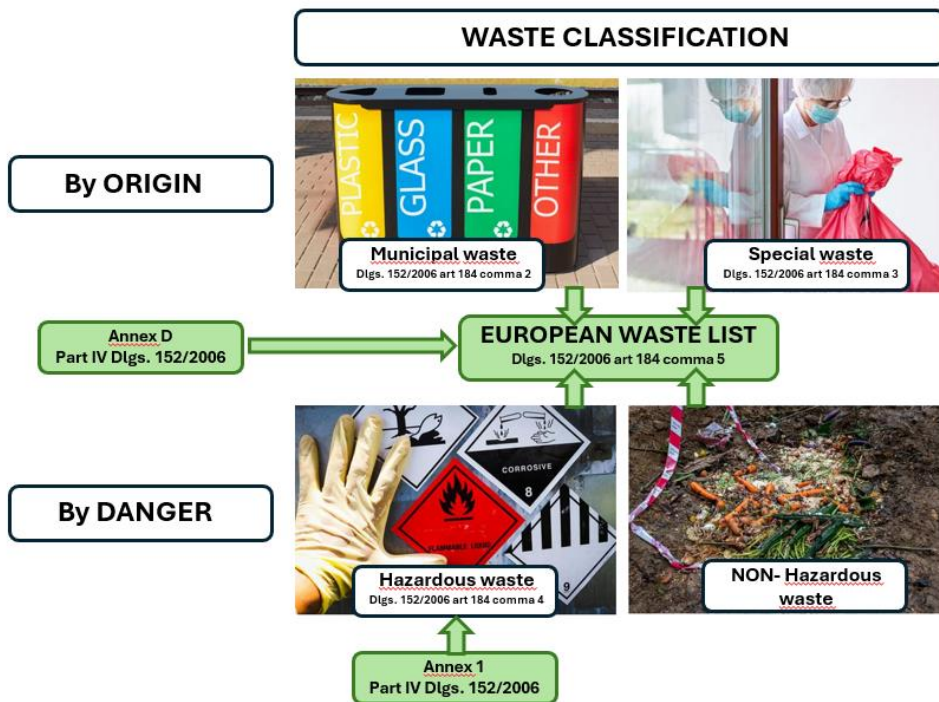 WASTE CLASSIFICATION
By ORIGIN
PLASTIC
GLASS
PAPER
OTHER
Municipal waste
Dlgs. 152/2006 art 184 comma 2
Special waste
Dlgs. 152/2006 art 184 comma 3
Annex D
Part IV Dlgs. 152/2006
EUROPEAN WASTE LIST
Dlgs. 152/2006 art 184 comma 5
By DANGER
CORROSIVE
8
FLAMMABLE LIQUID
9
Hazardous waste
Dlgs. 152/2006 art 184 comma 4
NON- Hazardous
waste
Annex 1
Part IV Dlgs. 152/2006